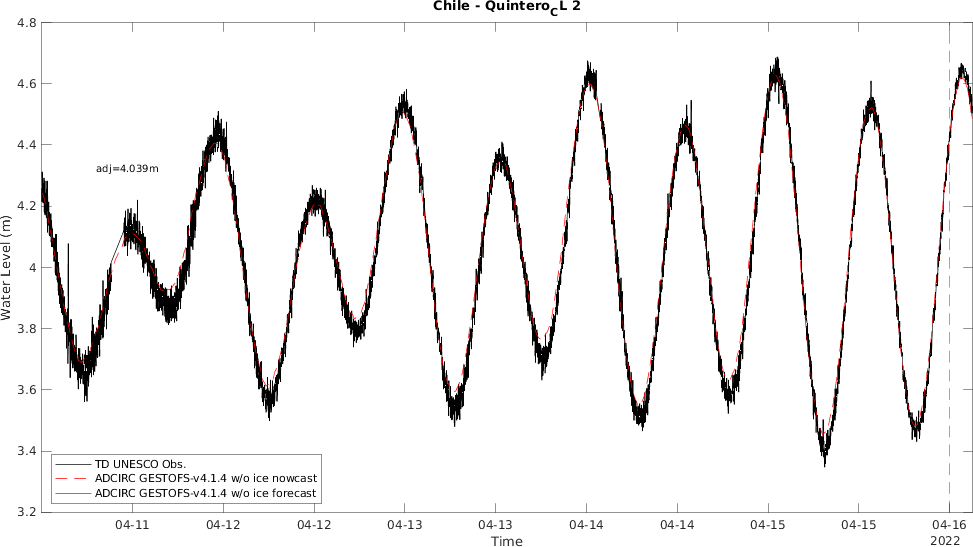 Chile - Quintero_CL 2
4.8
4.6
4.4
4.2
4
3.8
3.6
3.4
3.2
Water Level (m)
adj=4.039m
TD UNESCO Obs.
ADCIRC GESTOFS-v4.1.4 w/o ice nowcast
ADCIRC GESTOFS-v4.1.4 w/o ice forecast
04-11 04-12 04-12 04-13 04-13 04-14 04-14 04-15 04-15 04-16
Time 2022